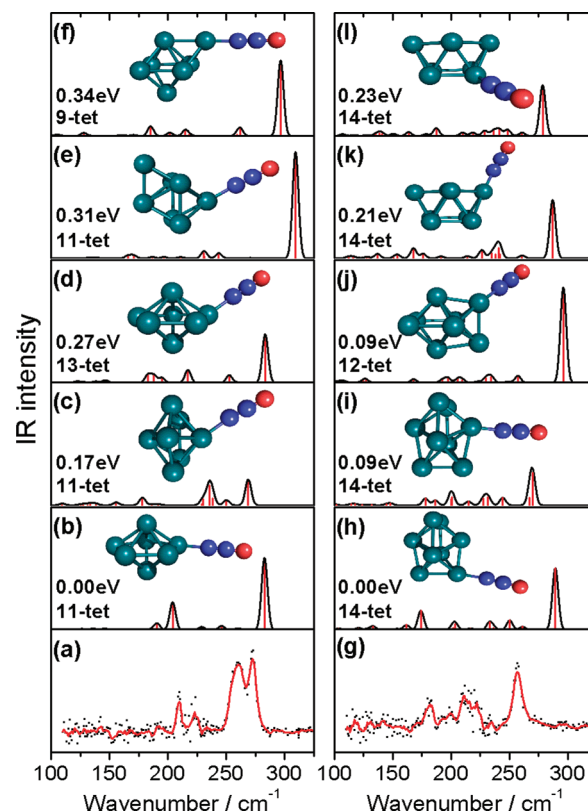 IR intensity
(f)
0.34eV
9-tet
(e)
0.31eV
11-tet
(d)
0.27eV
13-tet
(c)
0.17eV
11-tet
(b)
0.00eV
11-tet
(a)
100 150 200 250 300
Wavenumber / cm⁻¹
(l)
0.23eV
14-tet
(k)
0.21eV
14-tet
(j)
0.09eV
12-tet
(i)
0.09eV
14-tet
(h)
0.00eV
14-tet
(g)
100 150 200 250 300
Wavenumber / cm⁻¹